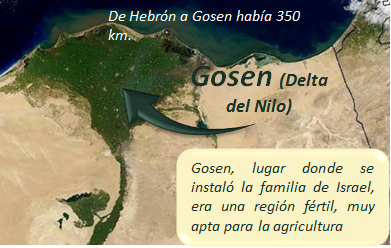 De Hebrón a Gosen había 350
km.
Gosen (Delta
del Nilo)
Gosen, lugar donde se
instaló la familia de Israel,
era una región fértil, muy
apta para la agricultura